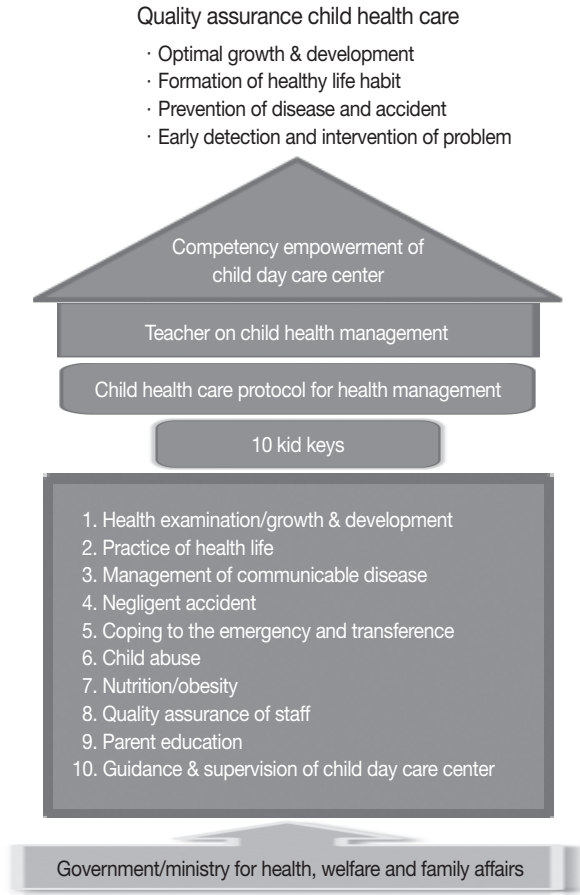 Quality assurance child health care
· Optimal growth & development
· Formation of healthy life habit
· Prevention of disease and accident
· Early detection and intervention of problem
Competency empowerment of
child day care center
Teacher on child health management
Child health care protocol for health management
10 kid keys
1. Health examination/growth & development
2. Practice of health life
3. Management of communicable disease
4. Negligent accident
5. Coping to the emergency and transference
6. Child abuse
7. Nutrition/obesity
8. Quality assurance of staff
9. Parent education
10. Guidance & supervision of child day care center
Government/ministry for health, welfare and family affairs